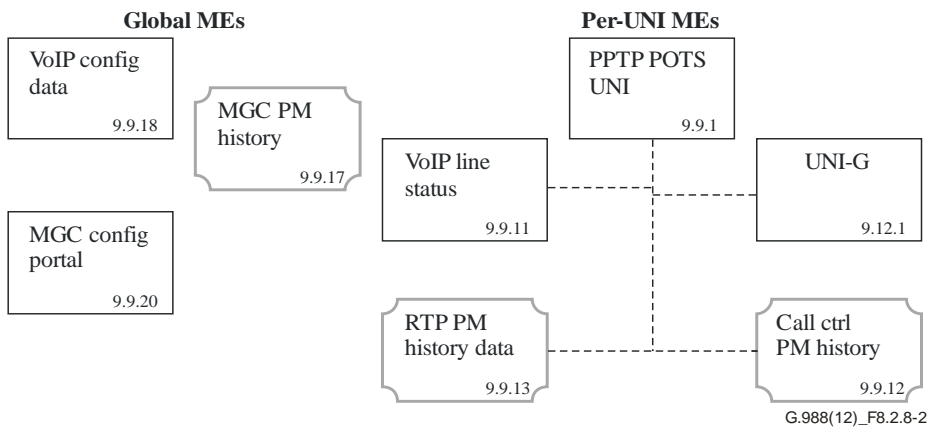 Global MEs
Per-UNI MEs
VoIP config
data
9.9.18
MGC PM
history
9.9.17
MGC config
portal
9.9.20
PPTP POTS
UNI
9.9.1
VoIP line
status
9.9.11
UNI-G
9.12.1
RTP PM
history data
9.9.13
Call ctrl
PM history
9.9.12
G.988(12)_F8.2.8-2